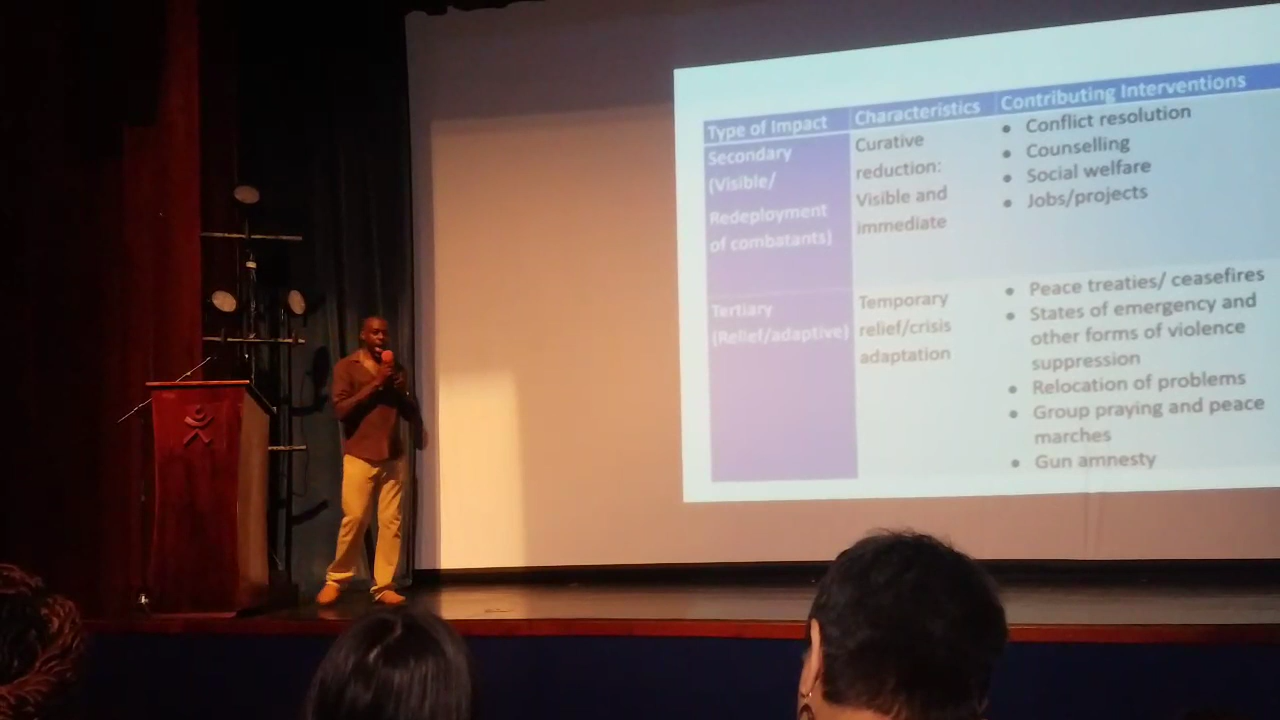 Type of Impact
Characteristics
Contributing Interventions
Secondary
(Visible/
Redeployment
of combatants)
Curative
reduction:
Visible and
immediate
• Conflict resolution
• Counselling
• Social welfare
• Jobs/projects
Tertiary
(Relief/adaptive)
Temporary
relief/crisis
adaptation
• Peace treaties/ ceasefires
• States of emergency and
other forms of violence
suppression
• Relocation of problems
• Group praying and peace
marches
• Gun amnesty